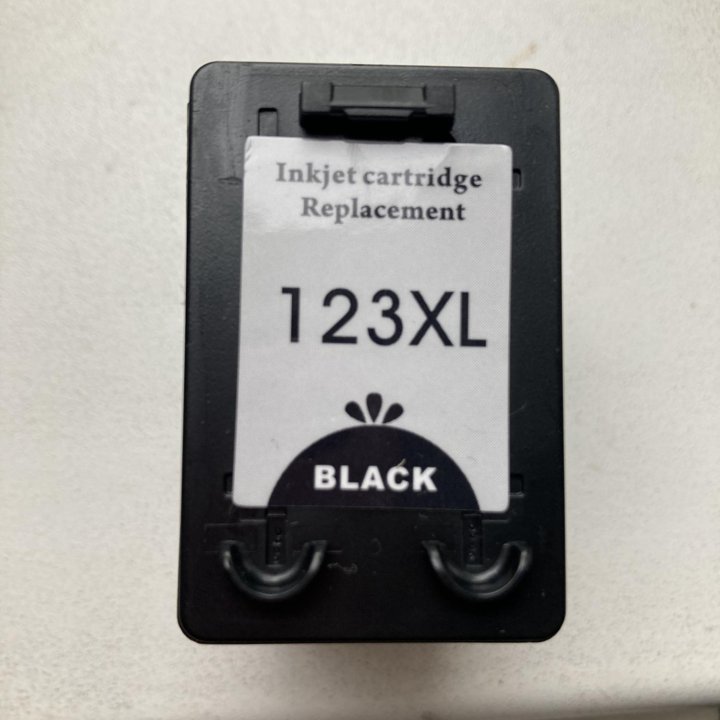 Inkjet cartridge
Replacement
123XL
BLACK